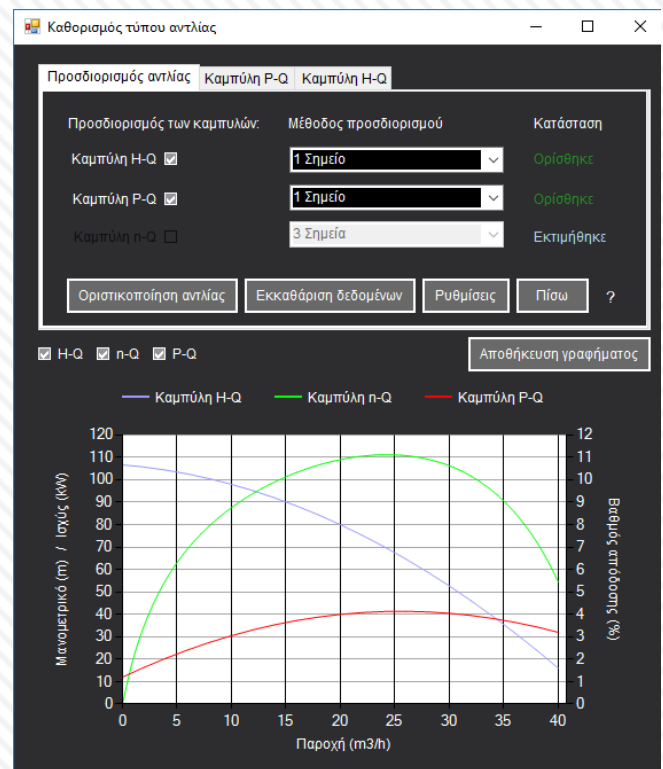 Καθορισμός τύπου αντλίας
Προσδιορισμός αντλίας Καμπύλη P-Q Καμπύλη H-Q
Προσδιορισμός των καμπυλών: Μέθοδος προσδιορισμού Κατάσταση
Καμπύλη H-Q 1 Σημείο Ορίσθηκε
Καμπύλη P-Q 1 Σημείο Ορίσθηκε
Καμπύλη n-Q 3 Σημεία Εκτιμήθηκε
Οριστικοποίηση αντλίας Εκκαθάριση δεδομένων Ρυθμίσεις Πίσω ?
H-Q n-Q P-Q Αποθήκευση γραφήματος
Καμπύλη H-Q Καμπύλη n-Q Καμπύλη P-Q
Μανομετρικό (m) / Ισχύς (kW)
120 12
110 11
100 10
90 9
80 8
70 7
60 6
50 5
40 4
30 3
20 2
10 1
0 0
Βαθμός απόδοσης (%)
0 5 10 15 20 25 30 35 40
Παροχή (m3/h)